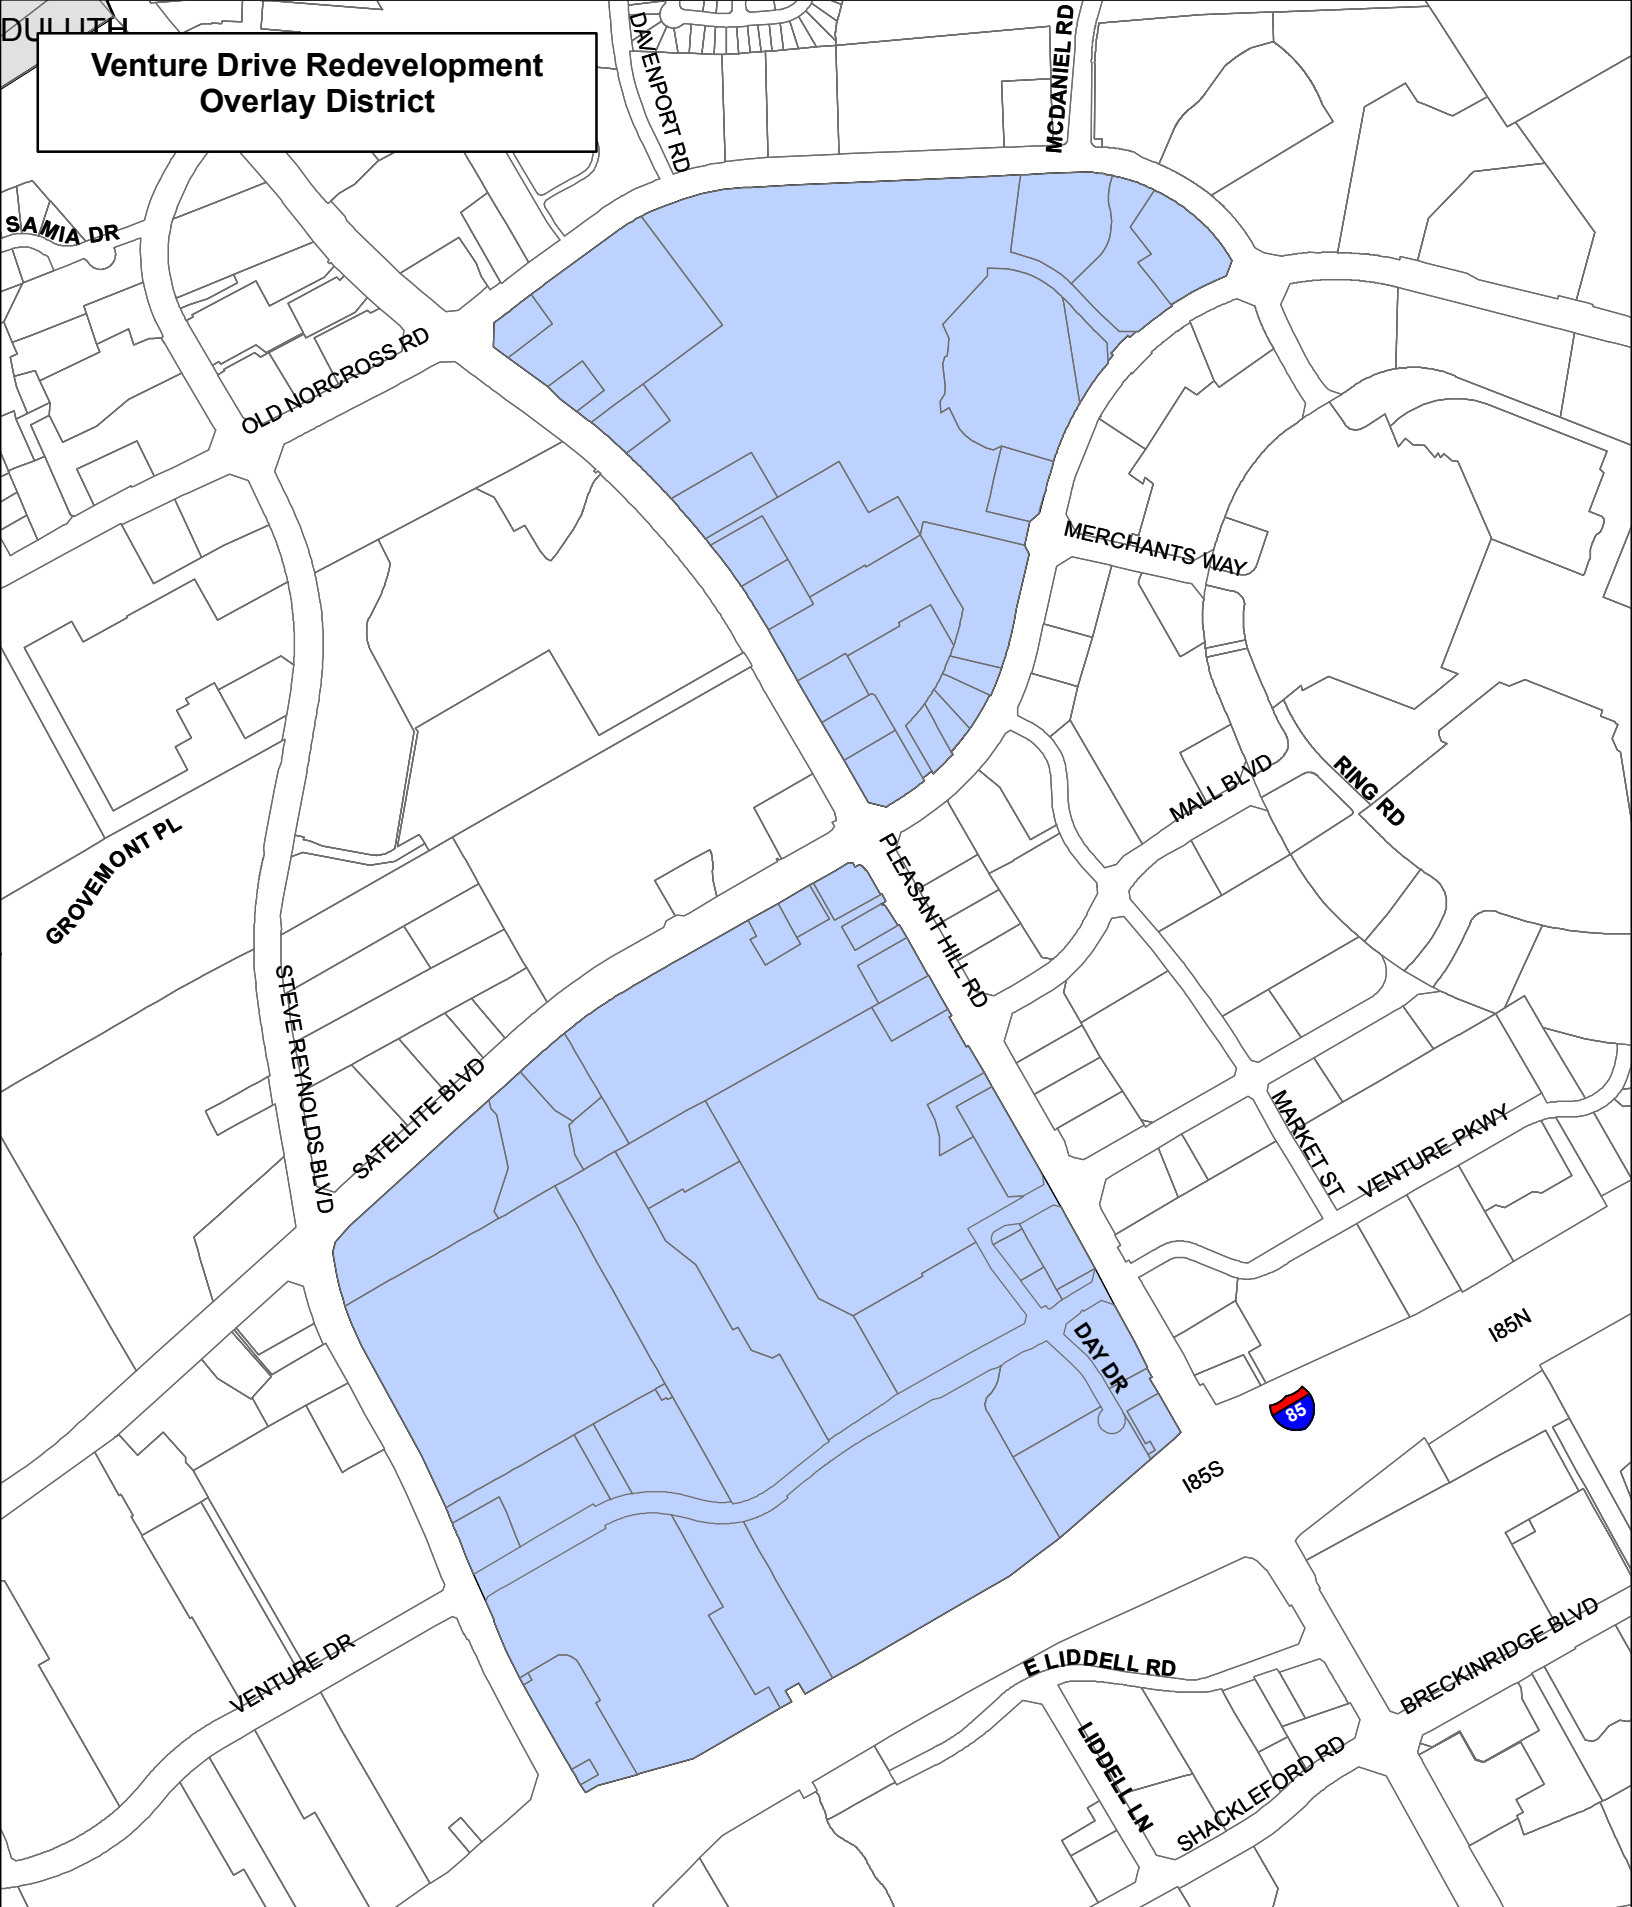 DULUTH
Venture Drive Redevelopment
Overlay District
DAVENPORT RD
MCDANIEL RD
SAMIA DR
OLD NORCROSS RD
MERCHANTS WAY
MALL BLVD
RING RD
GROVEMONT PL
PLEASANT HILL RD
STEVE REYNOLDS BLVD
SATELLITE BLVD
MARKET ST
VENTURE PKWY
I85N
DAY DR
85
I85S
VENTURE DR
E LIDDELL RD
BRECKINRIDGE BLVD
LIDDELL LN
SHACKLEFORD RD